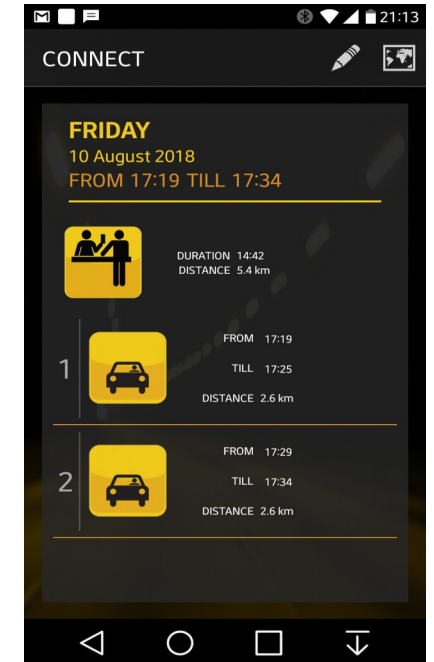 21:13
CONNECT
FRIDAY
10 August 2018
FROM 17:19 TILL 17:34
DURATION 14:42
DISTANCE 5.4 km
1
FROM 17:19
TILL 17:25
DISTANCE 2.6 km
2
FROM 17:29
TILL 17:34
DISTANCE 2.6 km